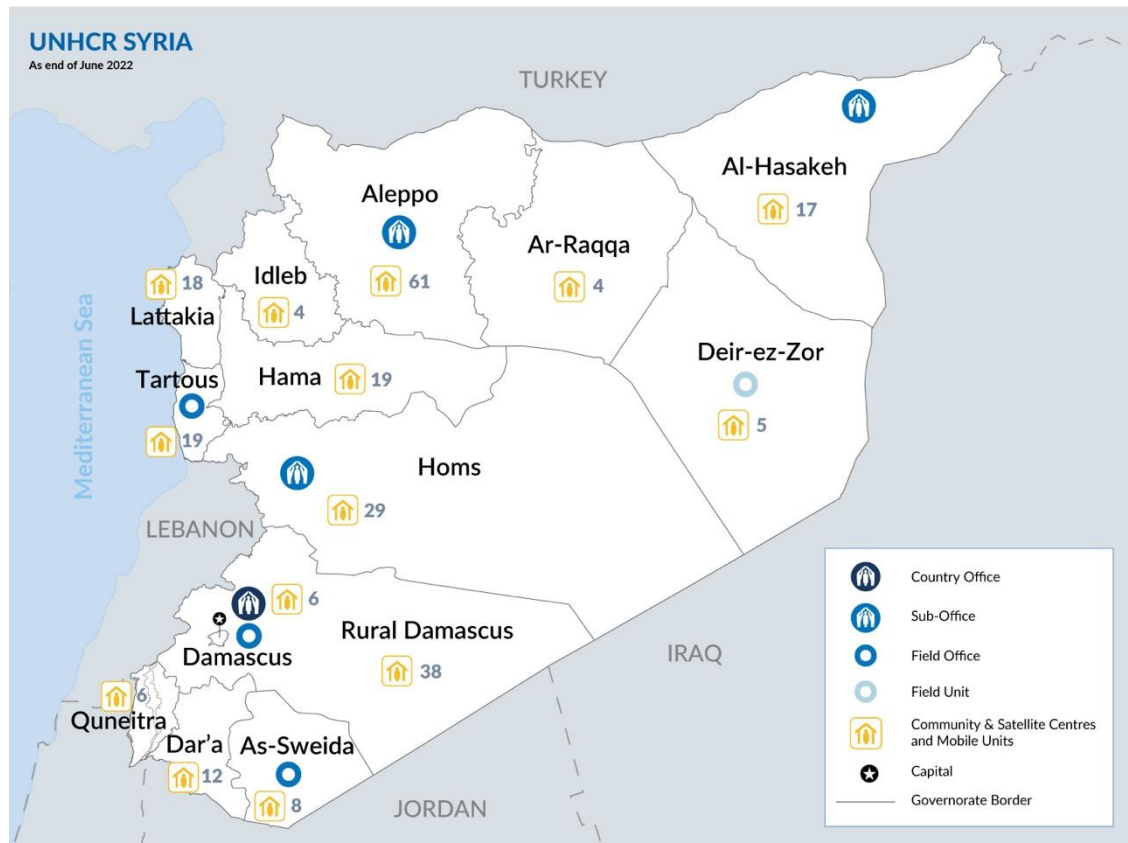 UNHCR SYRIA
As end of June 2022
TURKEY
Al-Hasakeh
17
Aleppo
61
Ar-Raqqa
4
Idleb
4
18
Lattakia
Mediterranean Sea
Deir-ez-Zor
5
Tartous
19
Hama
19
Homs
29
LEBANON
6
Damascus
Rural Damascus
38
IRAQ
6
Quneitra
Dar'a
12
As-Sweida
8
JORDAN
Country Office
Sub-Office
Field Office
Field Unit
Community & Satellite Centres
and Mobile Units
Capital
Governorate Border